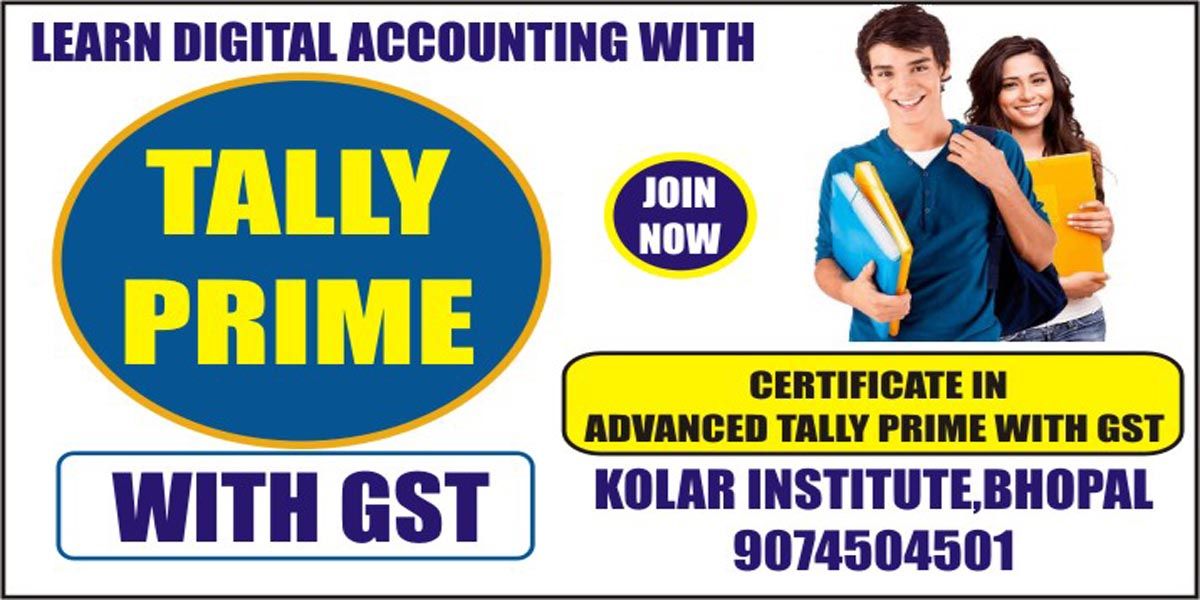 LEARN DIGITAL ACCOUNTING WITH
TALLY
PRIME
WITH GST
JOIN
NOW
CERTIFICATE IN
ADVANCED TALLY PRIME WITH GST
KOLAR INSTITUTE,BHOPAL
9074504501